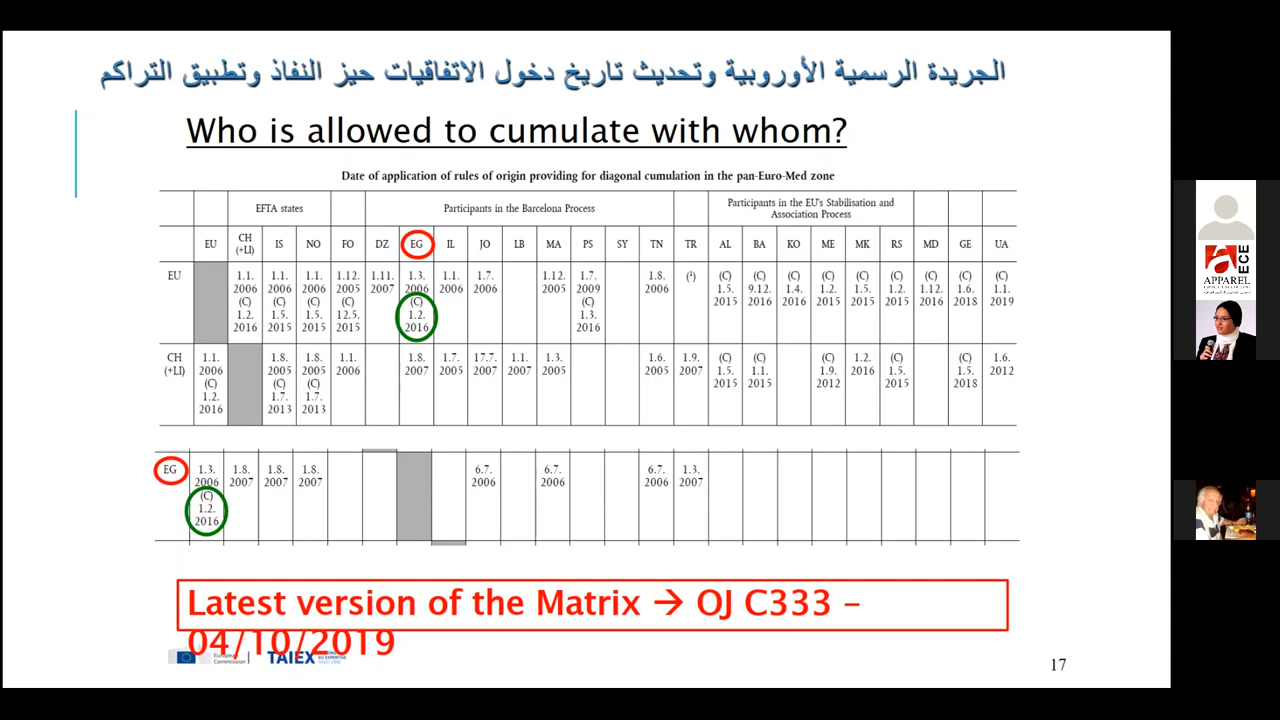 الجريدة الرسمية الأوروبية وتحديث تاريخ دخول الاتفاقيات حيز النفاذ وتطبيق التراكم
Who is allowed to cumulate with whom?
Date of application of rules of origin providing for diagonal cumulation in the pan-Euro-Med zone
EFTA states Participants in the Barcelona Process Participants in the EU's Stabilisation and
Association Process
EU CH IS NO FO DZ EG IL JO LB MA PS SY TN TR AL BA KO ME MK RS MD GE UA
(+LI)
EU 1.1. 1.1. 1.1. 1.12. 1.11. 1.3. 1.1. 1.7. 1.12. 1.7. 1.8. (¹) (C) (C) (C) (C) (C) (C) (C) (C) (C)
2006 2006 2006 2005 2007 2006 2006 2006 2005 2009 2006 1.5. 9.12. 1.4. 1.2. 1.5. 1.5. 1.12. 1.6. 1.1.
(C) (C) (C) (C) (C) (C) 2015 2016 2016 2015 2015 2015 2016 2018 2019
1.2. 1.5. 1.5. 12.5. 1.2. 1.3.
2016 2015 2015 2015 2016 2016
CH 1.1. 1.8. 1.8. 1.1. 1.8. 1.7. 17.7. 1.1. 1.3. 1.6. 1.9. (C) (C) (C) 1.2. (C) (C) 1.6.
(+LI) 2006 2005 2005 2006 2007 2005 2007 2007 2005 2005 2007 1.5. 1.1. 1.9. 2016 1.5. 1.5. 2012
(C) (C) (C) 2015 2015 2012 2015 2018
1.2. 1.7. 1.7.
2016 2013 2013
EG 1.3. 1.8. 1.8. 1.8. 6.7. 6.7. 6.7. 1.3.
2006 2007 2007 2007 2006 2006 2006 2007
(C)
1.2.
2016
Latest version of the Matrix → OJ C333 –
04/10/2019
European
Commission
TAIEX
17
APPAREL
ECE